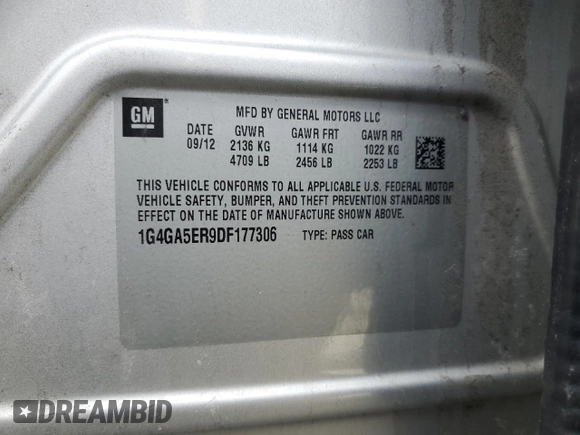 GM
MFD BY GENERAL MOTORS LLC
DATE GVWR GAWR FRT GAWR RR
09/12 2136 KG 1114 KG 1022 KG
4709 LB 2456 LB 2253 LB
THIS VEHICLE CONFORMS TO ALL APPLICABLE U.S. FEDERAL MOTOR
VEHICLE SAFETY, BUMPER, AND THEFT PREVENTION STANDARDS IN
EFFECT ON THE DATE OF MANUFACTURE SHOWN ABOVE.
1G4GA5ER9DF177306 TYPE: PASS CAR
DREAMBID